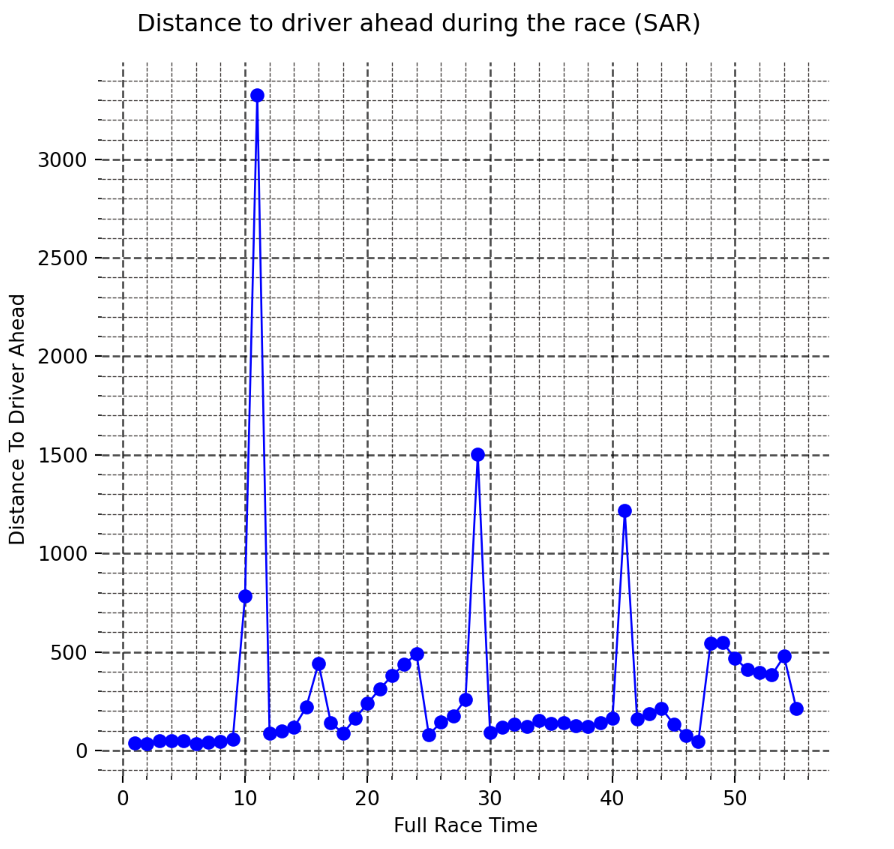 Distance to driver ahead during the race (SAR)
Distance To Driver Ahead
3000
2500
2000
1500
1000
500
0
0 10 20 30 40 50
Full Race Time